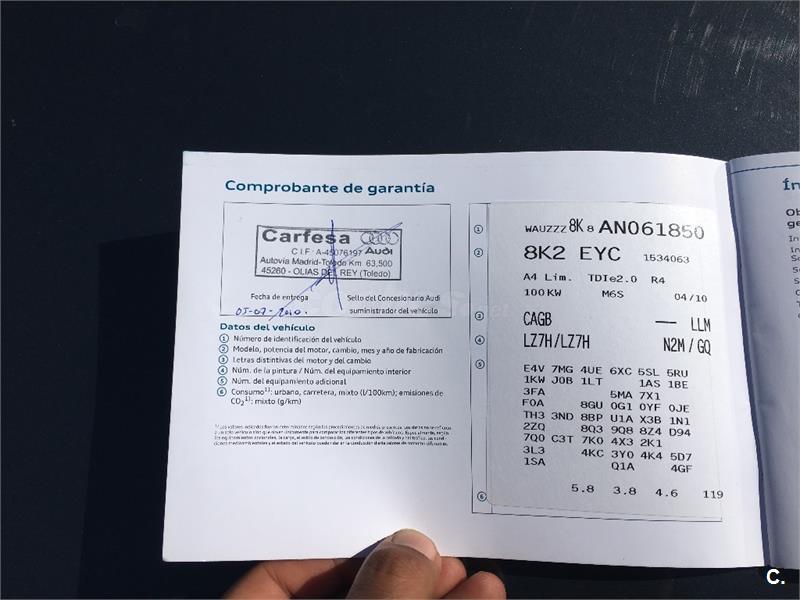 Comprobante de garantía
Carfesa Audi
C.I.F. A-45076197
Autovia Madrid-Toledo Km 63,500
45260 - OLIAS DEL REY (Toledo)
Fecha de entrega
05-07-2010.
Sello del Concesionario Audi
suministrador del vehículo
Datos del vehículo
1 Número de identificación del vehículo
2 Modelo, potencia del motor, cambio, mes y año de fabricación
3 Letras distintivas del motor y del cambio
4 Núm. de la pintura / Núm. del equipamiento interior
5 Núm. del equipamiento adicional
6 Consumo1): urbano, carretera, mixto (l/100km); emisiones de
CO2 1): mixto (g/km)
1 WAUZZZ 8K 8 AN061850
2 8K2 EYC 1534063
A4 Lim. TDIe2.0 R4
100KW M6S 04/10
3 CAGB — LLM
4 LZ7H/LZ7H N2M / GQ
5 E4V 7MG 4UE 6XC 5SL 5RU
1KW J0B 1LT 1AS 1BE
3FA 5MA 7X1
F0A 8GU 0G1 0YF 0JE
TH3 3ND 8BP U1A X3B 1N1
2ZQ 8Q3 9Q8 8Z4 D94
7Q0 C3T 7K0 4X3 2K1
3L3 4KC 3Y0 4K4 5D7
1SA Q1A 4GF
6 5.8 3.8 4.6 119
C.